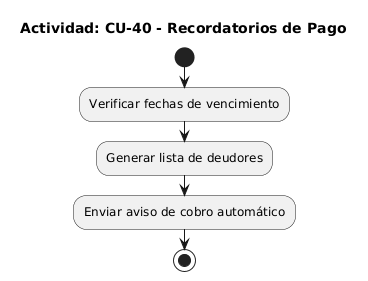 Actividad: CU-40 - Recordatorios de Pago
Verificar fechas de vencimiento
Generar lista de deudores
Enviar aviso de cobro automático